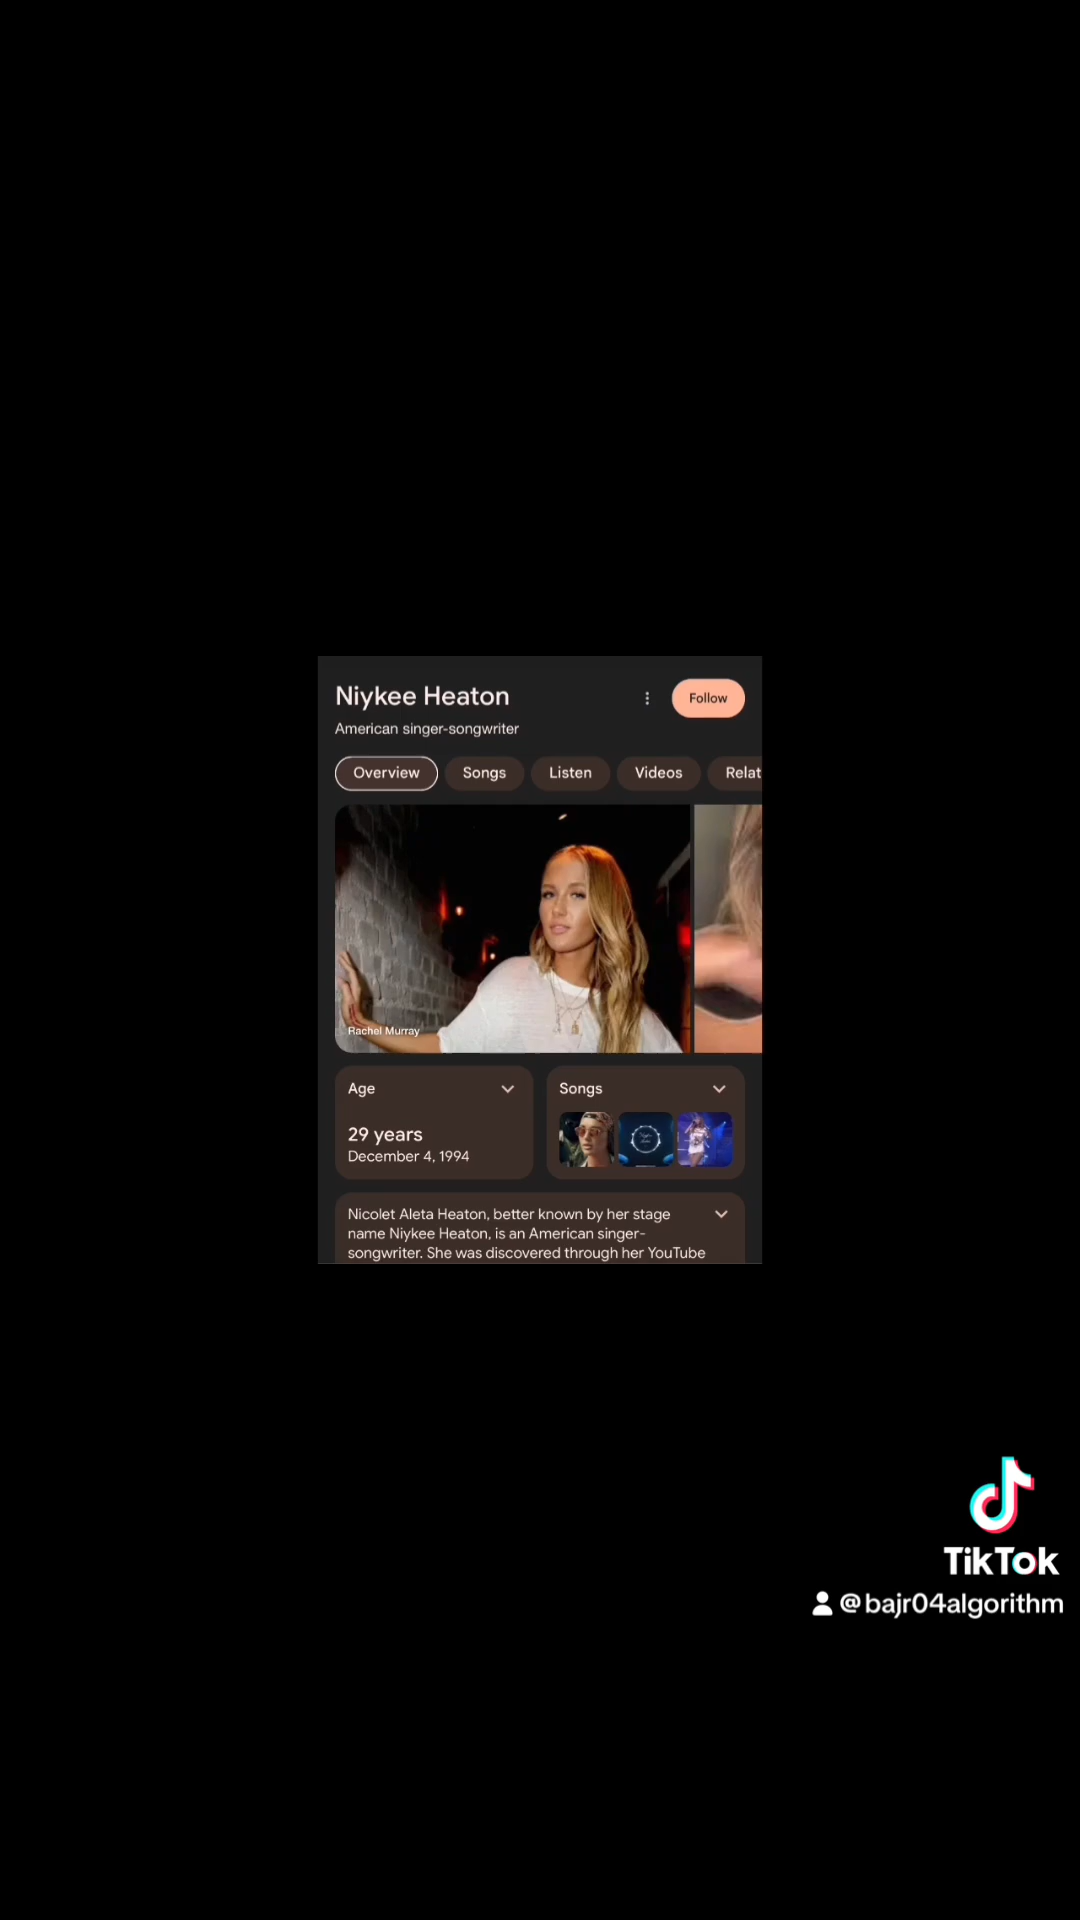 Niykee Heaton
Follow
American singer-songwriter
Overview
Songs
Listen
Videos
Relat
Rachel Murray
Age
Songs
29 years
December 4, 1994
Nicolet Aleta Heaton, better known by her stage
name Niykee Heaton, is an American singer-
songwriter. She was discovered through her YouTube
TikTok
@bajr04algorithm